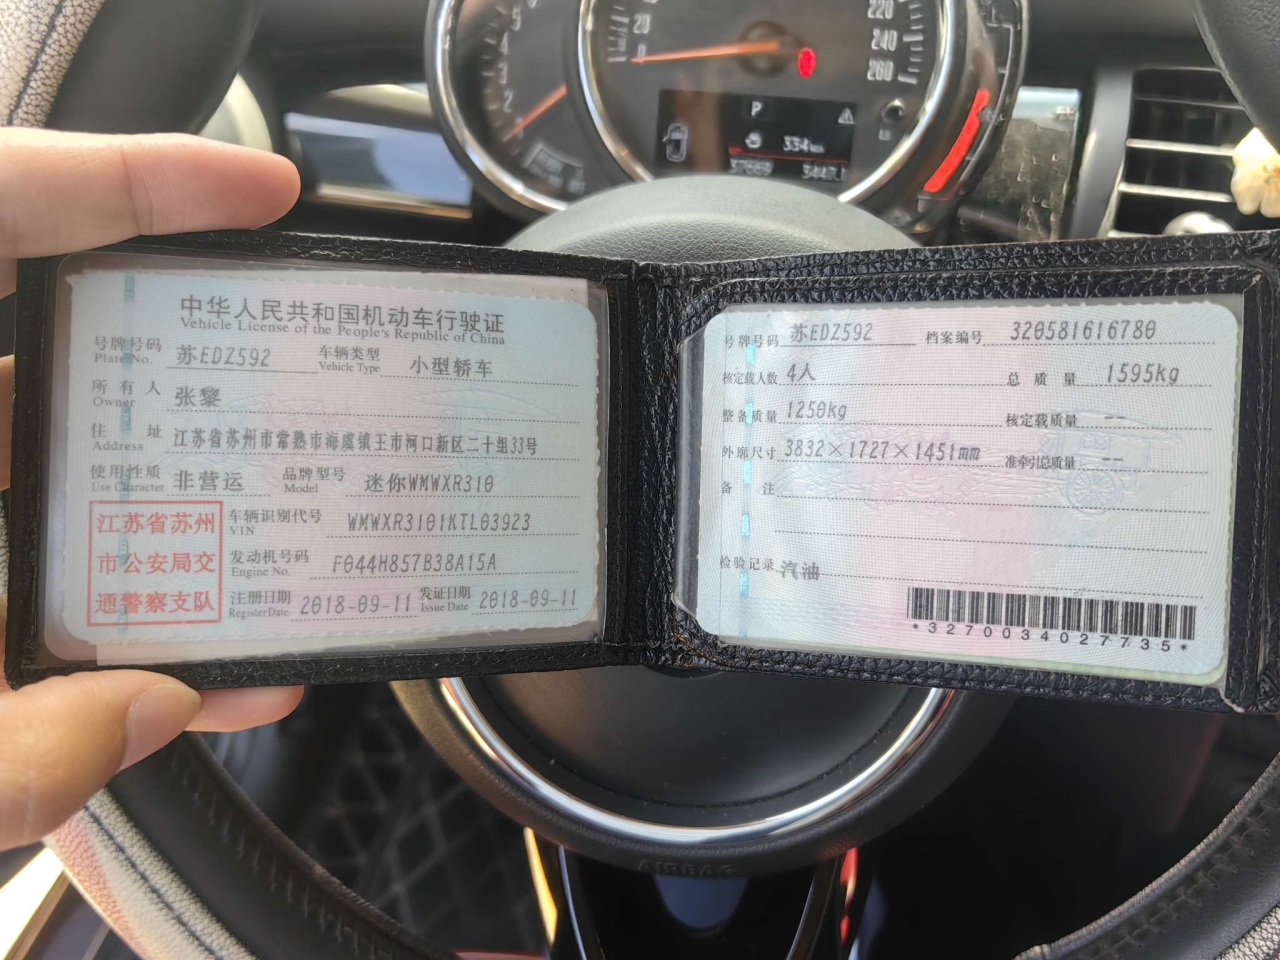 5
4
3
2
20
0
220
240
260
P
334km
37669 3447.1
中华人民共和国机动车行驶证
Vehicle License of the People's Republic of China
号牌号码 苏EDZ592 车辆类型 小型轿车
Plate No. Vehicle Type
所有人 张黎
Owner
住址 江苏省苏州市常熟市海虞镇王市河口新区二十组33号
Address
使用性质 非营运 品牌型号 迷你WMWXR310
Use Character Model
江苏省苏州
市公安局交
通警察支队
车辆识别代号 WMWXR3101KTL03923
VIN
发动机号码 F044H857B38A15A
Engine No.
注册日期 2018-09-11 发证日期 2018-09-11
Register Date Issue Date
号牌号码 苏EDZ592 档案编号 320581616780
核定载人数 4人 总质量 1595kg
整备质量 1250kg 核定载质量 --
外廓尺寸 3832×1727×1451mm 准牵引总质量 --
备注
检验记录 汽油
*3270034027735*
AIRBAG